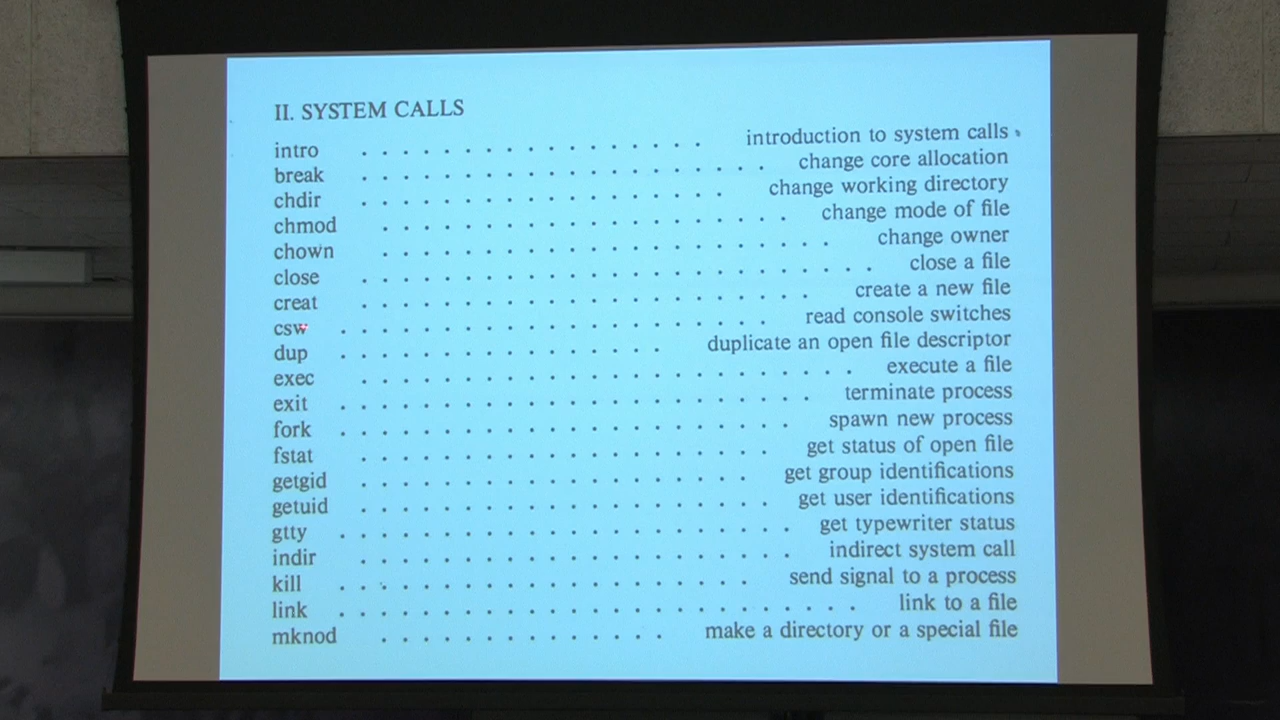 II. SYSTEM CALLS
intro . . . . . . . . . . . . . . . . . introduction to system calls
break . . . . . . . . . . . . . . . . . . . . change core allocation
chdir . . . . . . . . . . . . . . . . . . change working directory
chmod . . . . . . . . . . . . . . . . . . . . change mode of file
chown . . . . . . . . . . . . . . . . . . . . . . change owner
close . . . . . . . . . . . . . . . . . . . . . . . . . close a file
creat . . . . . . . . . . . . . . . . . . . . . . create a new file
csw . . . . . . . . . . . . . . . . . . . . . read console switches
dup . . . . . . . . . . . . . . . . duplicate an open file descriptor
exec . . . . . . . . . . . . . . . . . . . . . . . . execute a file
exit . . . . . . . . . . . . . . . . . . . . . . . terminate process
fork . . . . . . . . . . . . . . . . . . . . . . spawn new process
fstat . . . . . . . . . . . . . . . . . . . . get status of open file
getgid . . . . . . . . . . . . . . . . . . . get group identifications
getuid . . . . . . . . . . . . . . . . . . . . get user identifications
gtty . . . . . . . . . . . . . . . . . . . . . . get typewriter status
indir . . . . . . . . . . . . . . . . . . . . . indirect system call
kill . . . . . . . . . . . . . . . . . . . . send signal to a process
link . . . . . . . . . . . . . . . . . . . . . . . . . link to a file
mknod . . . . . . . . . . . . . . make a directory or a special file